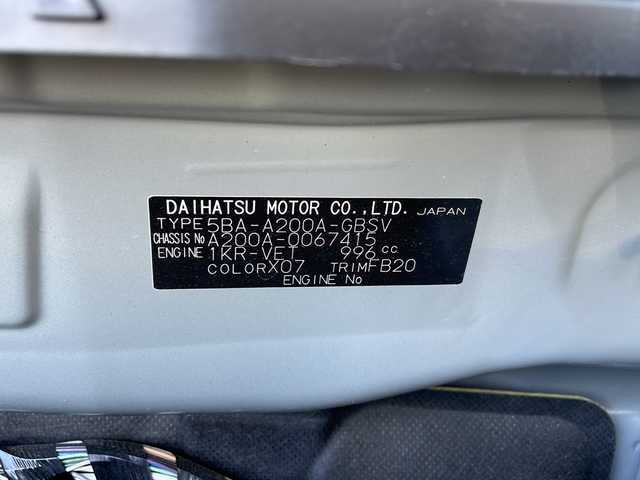 DAIHATSU MOTOR CO.,LTD. JAPAN
TYPE 5BA-A200A-GBSV
CHASSIS No A200A-0067415
ENGINE 1KR-VET 996 cc
COLOR X07 TRIM FB20
ENGINE No